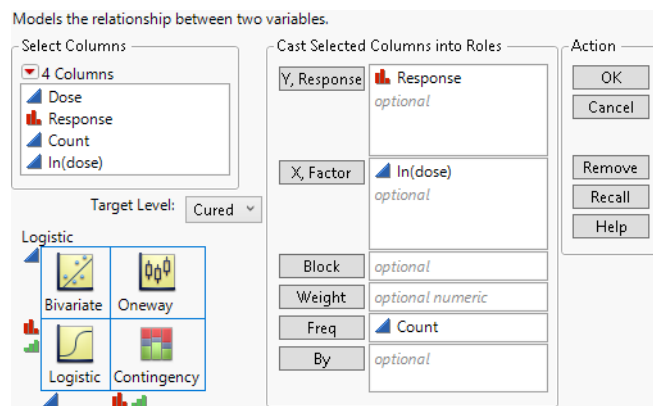 Models the relationship between two variables.
Select Columns
4 Columns
Dose
Response
Count
In(dose)
Target Level: Cured
Logistic
Bivariate Oneway
Logistic Contingency
Cast Selected Columns into Roles
Y, Response Response
optional
X, Factor In(dose)
optional
Block optional
Weight optional numeric
Freq Count
By optional
Action
OK
Cancel
Remove
Recall
Help